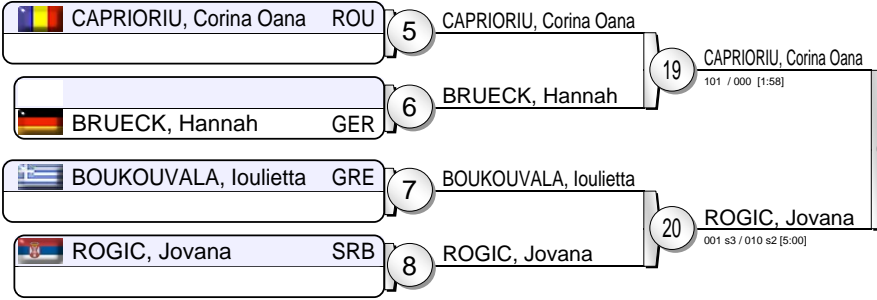 CAPRIORIU, Corina Oana ROU
5
CAPRIORIU, Corina Oana
19
CAPRIORIU, Corina Oana
101 / 000 [1:58]
6
BRUECK, Hannah
BRUECK, Hannah GER
BOUKOUVALA, Ioulietta GRE
7
BOUKOUVALA, Ioulietta
20
ROGIC, Jovana
001 s3 / 010 s2 [5:00]
ROGIC, Jovana SRB
8
ROGIC, Jovana